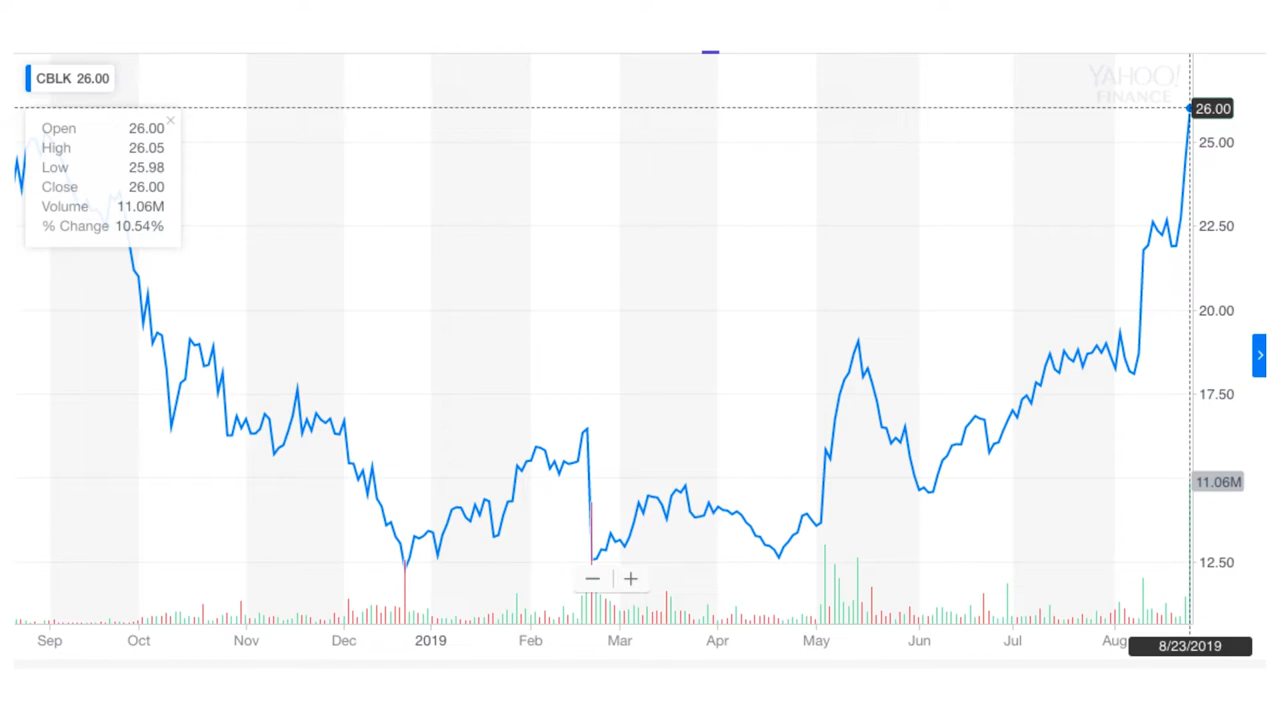 CBLK 26.00
YAHOO!
FINANCE
26.00
Open 26.00
High 26.05
Low 25.98
Close 26.00
Volume 11.06M
% Change 10.54%
25.00
22.50
20.00
17.50
11.06M
12.50
Sep Oct Nov Dec 2019 Feb Mar Apr May Jun Jul Aug
8/23/2019